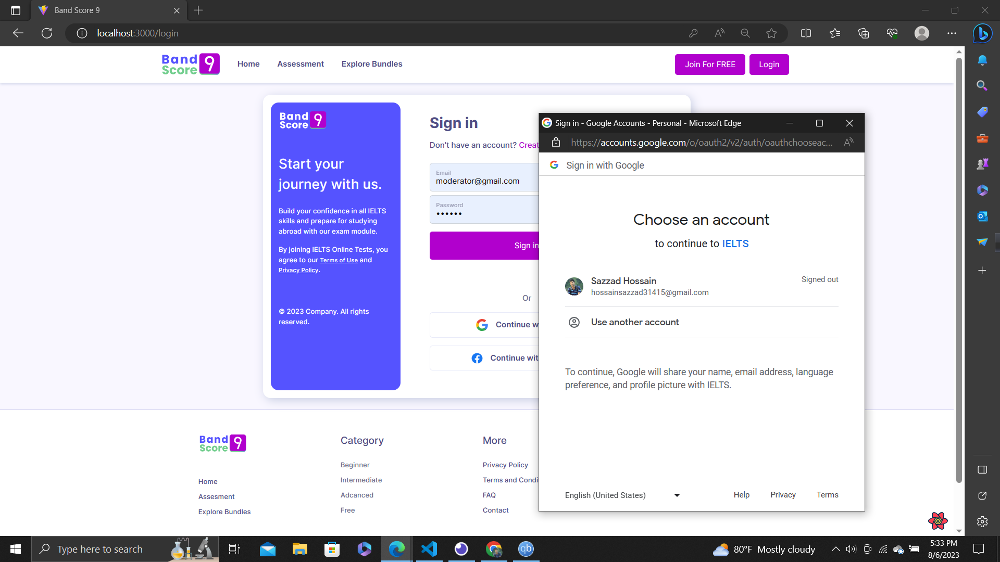 Band Score 9
localhost:3000/login
Band Score 9
Home
Assessment
Explore Bundles
Join For FREE
Login
Band Score 9
Start your
journey with us.
Build your confidence in all IELTS
skills and prepare for studying
abroad with our exam module.
By joining IELTS Online Tests, you
agree to our Terms of Use and
Privacy Policy.
© 2023 Company. All rights
reserved.
Sign in
Don't have an account? Creat
Email
moderator@gmail.com
Password
••••••
Sign in
Or
Continue w
Continue wit
Sign in - Google Accounts - Personal - Microsoft Edge
https://accounts.google.com/o/oauth2/v2/auth/oauthchooseac...
Sign in with Google
Choose an account
to continue to IELTS
Sazzad Hossain
hossainsazzad31415@gmail.com
Signed out
Use another account
To continue, Google will share your name, email address, language
preference, and profile picture with IELTS.
English (United States)
Help
Privacy
Terms
Band Score 9
Home
Assesment
Explore Bundles
Category
Beginner
Intermediate
Adcanced
Free
More
Privacy Policy
Terms and Condit
FAQ
Contact
Type here to search
qb
80°F Mostly cloudy
5:33 PM
8/6/2023